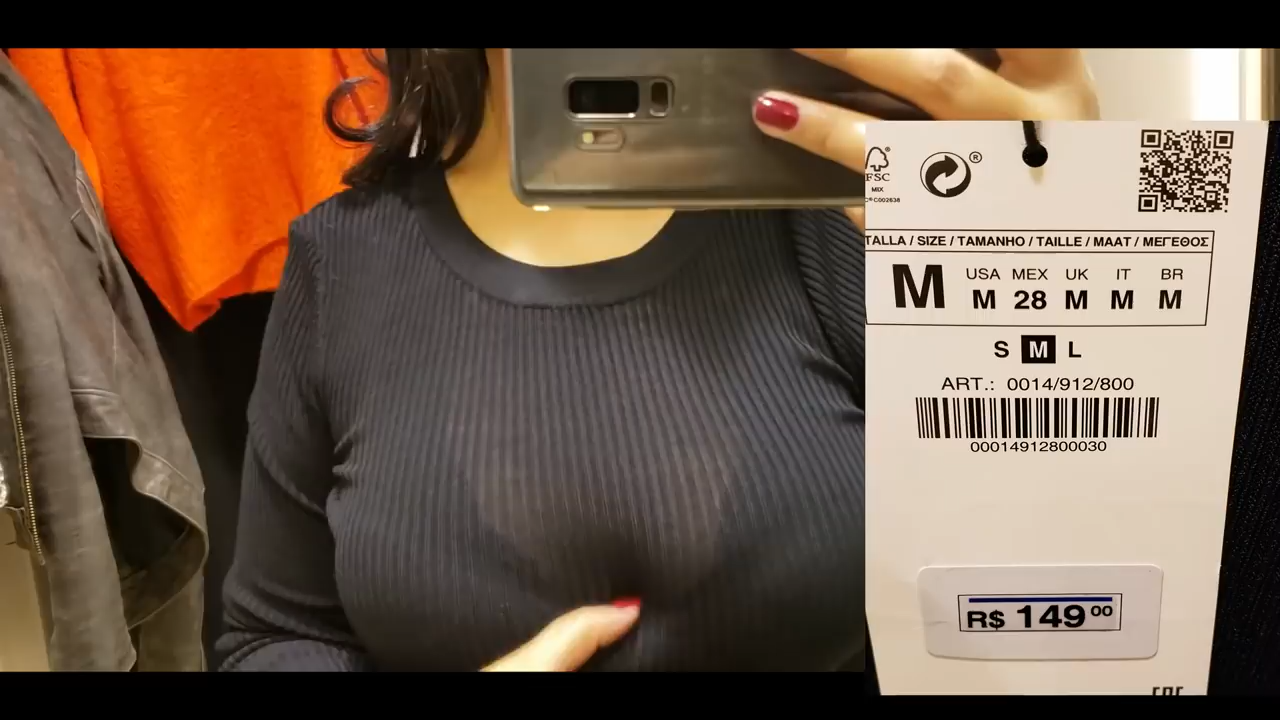 ®
FSC
MIX
C002638
TALLA / SIZE / TAMANHO / TAILLE / MAAT / ΜΕΓΕΘΟΣ
M
USA MEX UK IT BR
M 28 M M M
S M L
ART.: 0014/912/800
00014912800030
R$ 149 00